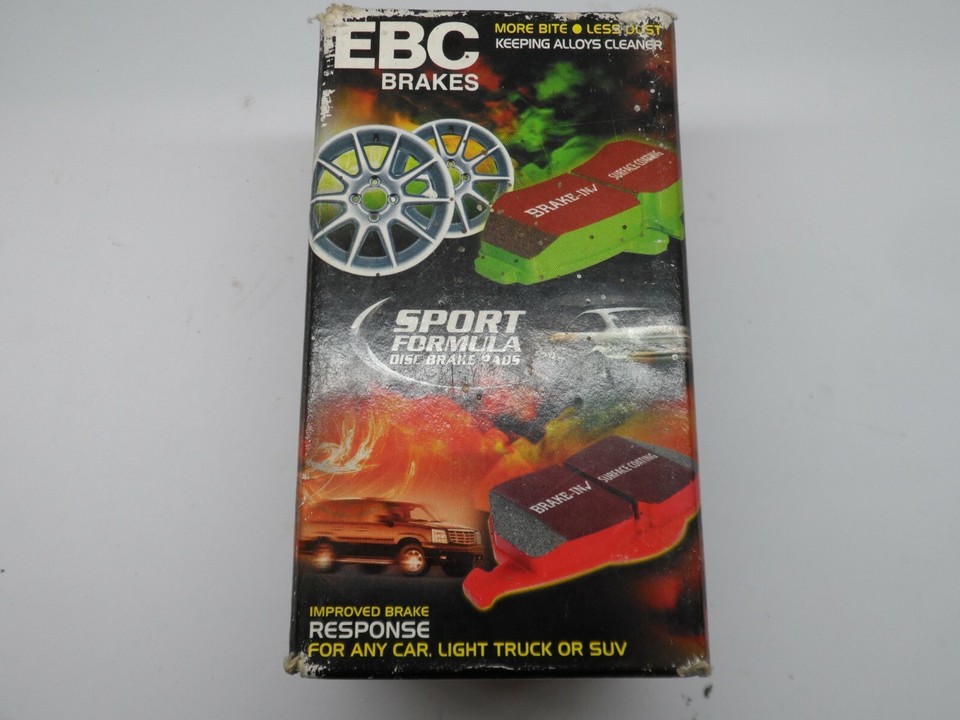 EBC
BRAKES
MORE BITE ● LESS DUST
KEEPING ALLOYS CLEANER
BRAKE-IN
SURFACE COATING
SPORT
FORMULA
DISC BRAKE PADS
BRAKE-IN
SURFACE COATING
IMPROVED BRAKE
RESPONSE
FOR ANY CAR, LIGHT TRUCK OR SUV